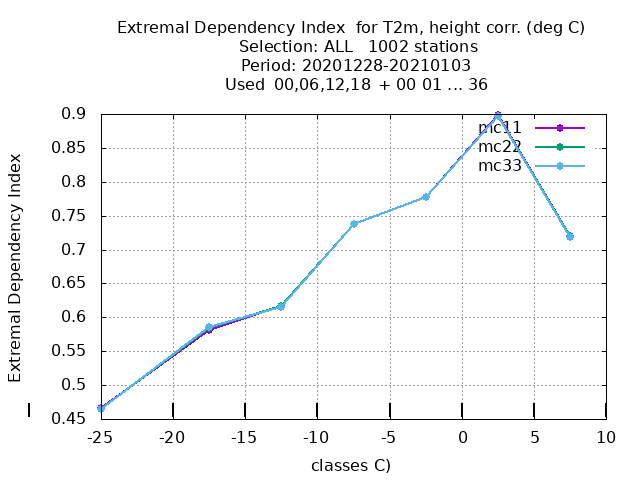 Extremal Dependency Index  for T2m, height corr. (deg C)
Selection: ALL   1002 stations
Period: 20201228-20210103
Used  00,06,12,18  + 00 01 ... 36
Extremal Dependency Index
0.9
0.85
0.8
0.75
0.7
0.65
0.6
0.55
0.5
0.45
mc11
mc22
mc33
-25 -20 -15 -10 -5 0 5 10
classes C)